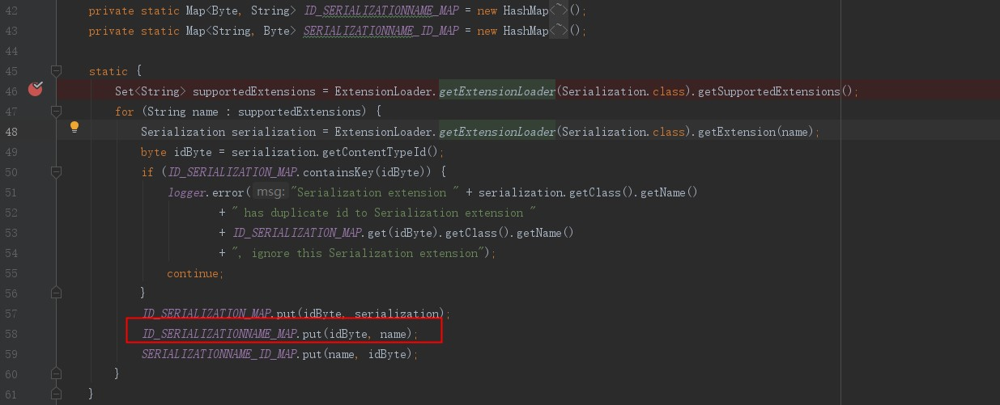 42 private static Map<Byte, String> ID_SERIALIZATIONNAME_MAP = new HashMap<~>();
43 private static Map<String, Byte> SERIALIZATIONNAME_ID_MAP = new HashMap<~>();
44
45 static {
46 Set<String> supportedExtensions = ExtensionLoader.getExtensionLoader(Serialization.class).getSupportedExtensions();
47 for (String name : supportedExtensions) {
48 Serialization serialization = ExtensionLoader.getExtensionLoader(Serialization.class).getExtension(name);
49 byte idByte = serialization.getContentTypeId();
50 if (ID_SERIALIZATION_MAP.containsKey(idByte)) {
51 logger.error( msg: "Serialization extension " + serialization.getClass().getName()
52 + " has duplicate id to Serialization extension "
53 + ID_SERIALIZATION_MAP.get(idByte).getClass().getName()
54 + ", ignore this Serialization extension");
55 continue;
56 }
57 ID_SERIALIZATION_MAP.put(idByte, serialization);
58 ID_SERIALIZATIONNAME_MAP.put(idByte, name);
59 SERIALIZATIONNAME_ID_MAP.put(name, idByte);
60 }
61 }